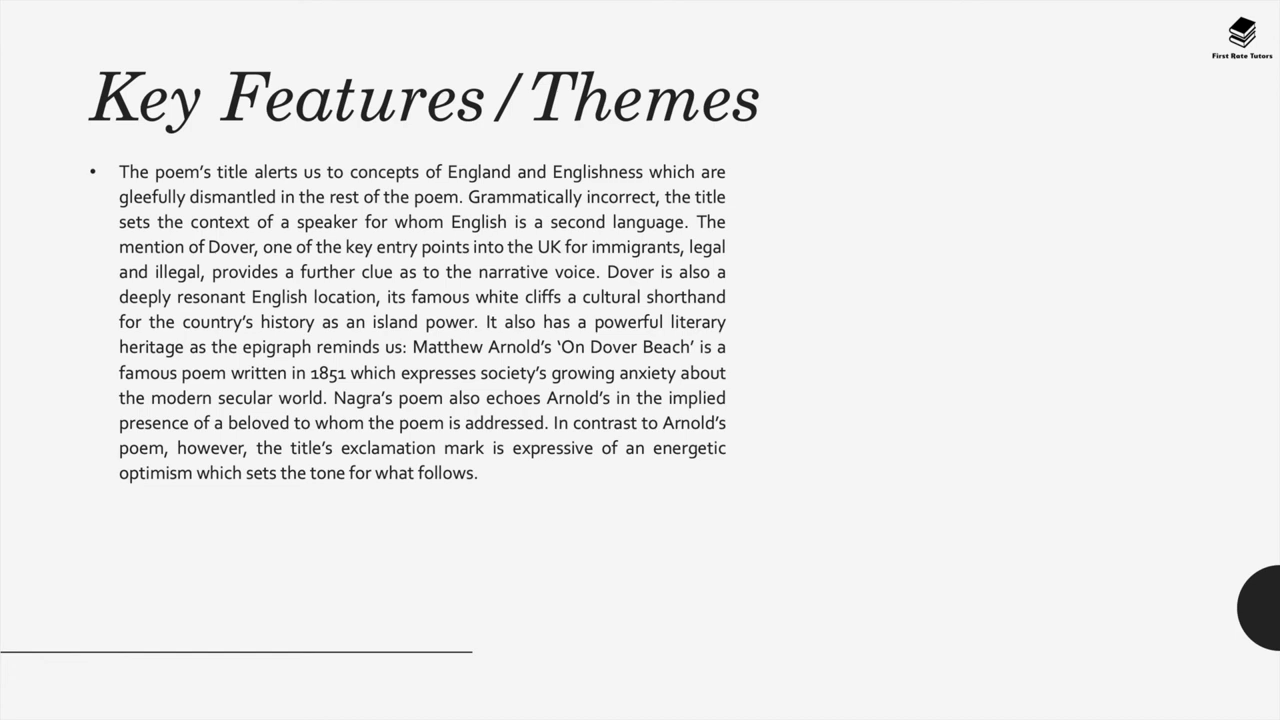 First Rate Tutors
Key Features/Themes
• The poem’s title alerts us to concepts of England and Englishness which are
gleefully dismantled in the rest of the poem. Grammatically incorrect, the title
sets the context of a speaker for whom English is a second language. The
mention of Dover, one of the key entry points into the UK for immigrants, legal
and illegal, provides a further clue as to the narrative voice. Dover is also a
deeply resonant English location, its famous white cliffs a cultural shorthand
for the country’s history as an island power. It also has a powerful literary
heritage as the epigraph reminds us: Matthew Arnold’s ‘On Dover Beach’ is a
famous poem written in 1851 which expresses society’s growing anxiety about
the modern secular world. Nagra’s poem also echoes Arnold’s in the implied
presence of a beloved to whom the poem is addressed. In contrast to Arnold’s
poem, however, the title’s exclamation mark is expressive of an energetic
optimism which sets the tone for what follows.